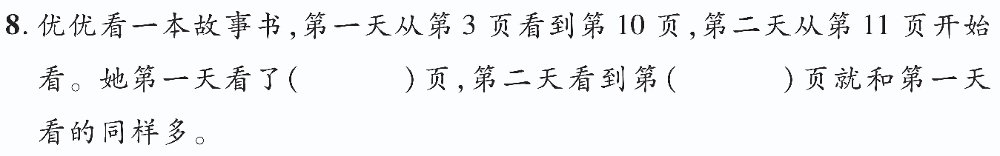 8. 优优看一本故事书,第一天从第 3 页看到第 10 页,第二天从第 11 页开始
看。她第一天看了(　　　)页,第二天看到第(　　　)页就和第一天
看的同样多。